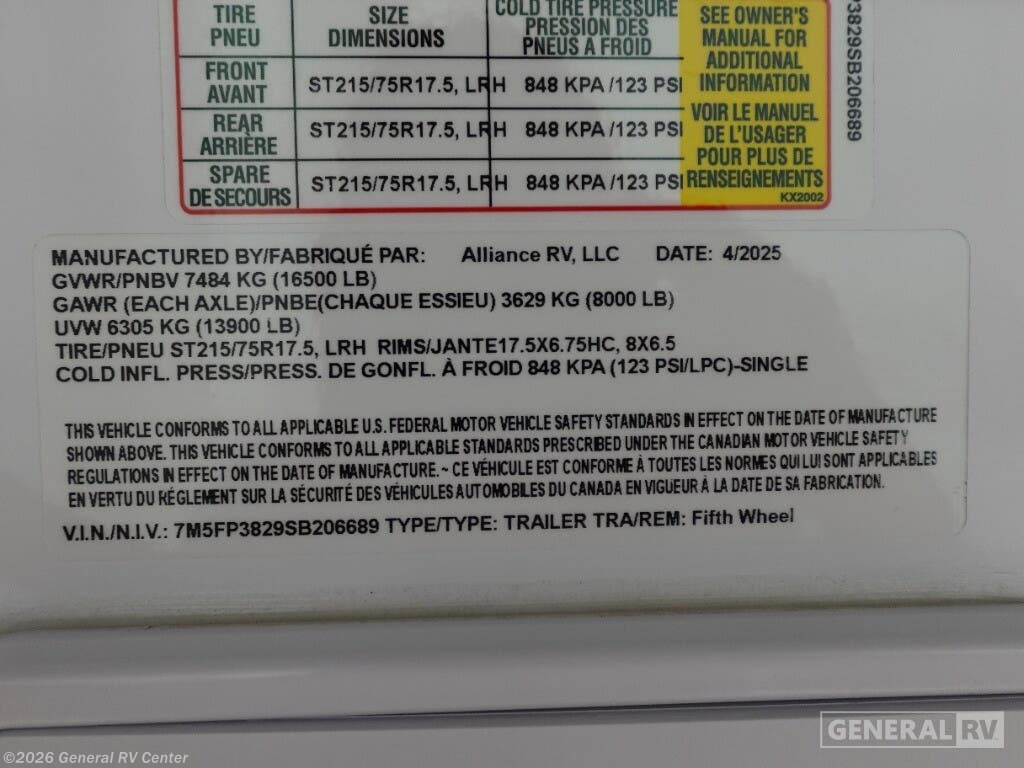 TIRE PNEU
SIZE DIMENSIONS
COLD TIRE PRESSURE PRESSION DES PNEUS A FROID
SEE OWNER'S
MANUAL FOR
ADDITIONAL
INFORMATION
VOIR LE MANUEL
DE L'USAGER
POUR PLUS DE
RENSEIGNEMENTS
KX2002
FRONT AVANT ST215/75R17.5, LRH 848 KPA /123 PSI
REAR ARRIÈRE ST215/75R17.5, LRH 848 KPA /123 PSI
SPARE DE SECOURS ST215/75R17.5, LRH 848 KPA /123 PSI
P3829SB206689
MANUFACTURED BY/FABRIQUÉ PAR: Alliance RV, LLC DATE: 4/2025
GVWR/PNBV 7484 KG (16500 LB)
GAWR (EACH AXLE)/PNBE(CHAQUE ESSIEU) 3629 KG (8000 LB)
UVW 6305 KG (13900 LB)
TIRE/PNEU ST215/75R17.5, LRH RIMS/JANTE17.5X6.75HC, 8X6.5
COLD INFL. PRESS/PRESS. DE GONFL. À FROID 848 KPA (123 PSI/LPC)-SINGLE
THIS VEHICLE CONFORMS TO ALL APPLICABLE U.S. FEDERAL MOTOR VEHICLE SAFETY STANDARDS IN EFFECT ON THE DATE OF MANUFACTURE
SHOWN ABOVE. THIS VEHICLE CONFORMS TO ALL APPLICABLE STANDARDS PRESCRIBED UNDER THE CANADIAN MOTOR VEHICLE SAFETY
REGULATIONS IN EFFECT ON THE DATE OF MANUFACTURE. ~ CE VÉHICULE EST CONFORME À TOUTES LES NORMES QUI LUI SONT APPLICABLES
EN VERTU DU RÉGLEMENT SUR LA SÉCURITÉ DES VÉHICULES AUTOMOBILES DU CANADA EN VIGUEUR À LA DATE DE SA FABRICATION.
V.I.N./N.I.V.: 7M5FP3829SB206689 TYPE/TYPE: TRAILER TRA/REM: Fifth Wheel
GENERAL RV
©2026 General RV Center